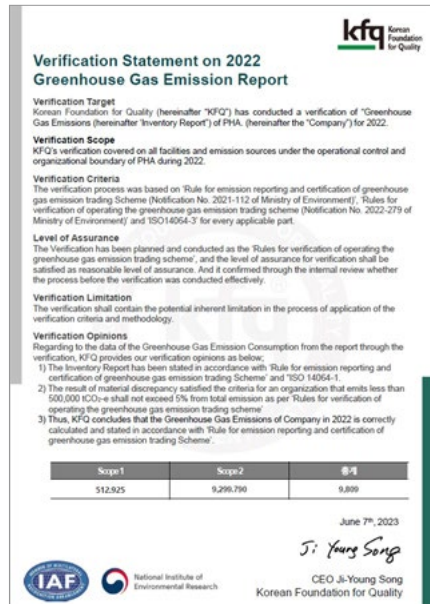 kfq Korean
Foundation
for Quality
Verification Statement on 2022
Greenhouse Gas Emission Report
Verification Target
Korean Foundation for Quality (hereinafter "KFQ") has conducted a verification of "Greenhouse
Gas Emissions (hereinafter 'Inventory Report') of PHA. (hereinafter the "Company") for 2022.
Verification Scope
KFQ's verification covered on all facilities and emission sources under the operational control and
organizational boundary of PHA during 2022.
Verification Criteria
The verification process was based on 'Rule for emission reporting and certification of greenhouse
gas emission trading Scheme (Notification No. 2021-112 of Ministry of Environment)', 'Rules for
verification of operating the greenhouse gas emission trading scheme (Notification No. 2022-279 of
Ministry of Environment)' and 'ISO14064-3' for every applicable part.
Level of Assurance
The Verification has been planned and conducted as the 'Rules for verification of operating the
greenhouse gas emission trading scheme', and the level of assurance for verification shall be
satisfied as reasonable level of assurance. And it confirmed through the internal review whether
the process before the verification was conducted effectively.
Verification Limitation
The verification shall contain the potential inherent limitation in the process of application of the
verification criteria and methodology.
Verification Opinions
Regarding to the data of the Greenhouse Gas Emission Consumption from the report through the
verification, KFQ provides our verification opinions as below;
1) The Inventory Report has been stated in accordance with 'Rule for emission reporting and
certification of greenhouse gas emission trading Scheme' and "ISO 14064-1.
2) The result of material discrepancy satisfied the criteria for an organization that emits less than
500,000 tCO₂-e shall not exceed 5% from total emission as per 'Rules for verification of
operating the greenhouse gas emission trading scheme'
3) Thus, KFQ concludes that the Greenhouse Gas Emissions of Company in 2022 is correctly
calculated and stated in accordance with 'Rule for emission reporting and certification of
greenhouse gas emission trading Scheme'.
Scope 1 Scope 2 총계
512.925 9,299.790 9,809
June 7th, 2023
Ji Young Song
CEO Ji-Young Song
Korean Foundation for Quality
IAF
National Institute of
Environmental Research